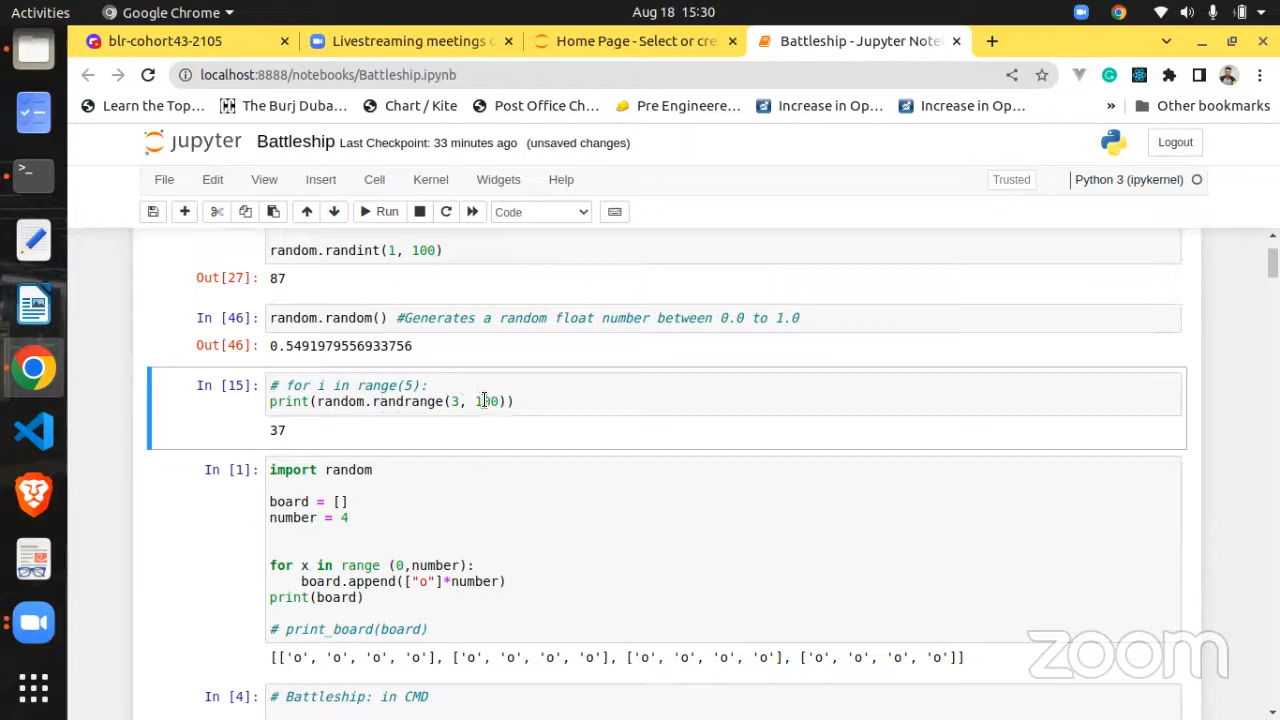 Activities
Google Chrome
Aug 18 15:30
blr-cohort43-2105
Livestreaming meetings o
Home Page - Select or cre
Battleship - Jupyter Note
localhost:8888/notebooks/Battleship.ipynb
Learn the Top...
The Burj Duba...
Chart / Kite
Post Office Ch...
Pre Engineere...
Increase in Op...
Increase in Op...
»
Other bookmarks
jupyter
Battleship Last Checkpoint: 33 minutes ago (unsaved changes)
Logout
File Edit View Insert Cell Kernel Widgets Help
Trusted
Python 3 (ipykernel)
Run
Code
random.randint(1, 100)
Out[27]: 87
In [46]: random.random() #Generates a random float number between 0.0 to 1.0
Out[46]: 0.5491979556933756
In [15]: # for i in range(5):
print(random.randrange(3, 100))
37
In [1]: import random
board = []
number = 4
for x in range (0,number):
board.append(["o"]*number)
print(board)
# print_board(board)
[['o', 'o', 'o', 'o'], ['o', 'o', 'o', 'o'], ['o', 'o', 'o', 'o'], ['o', 'o', 'o', 'o']]
zoom
In [4]: # Battleship: in CMD